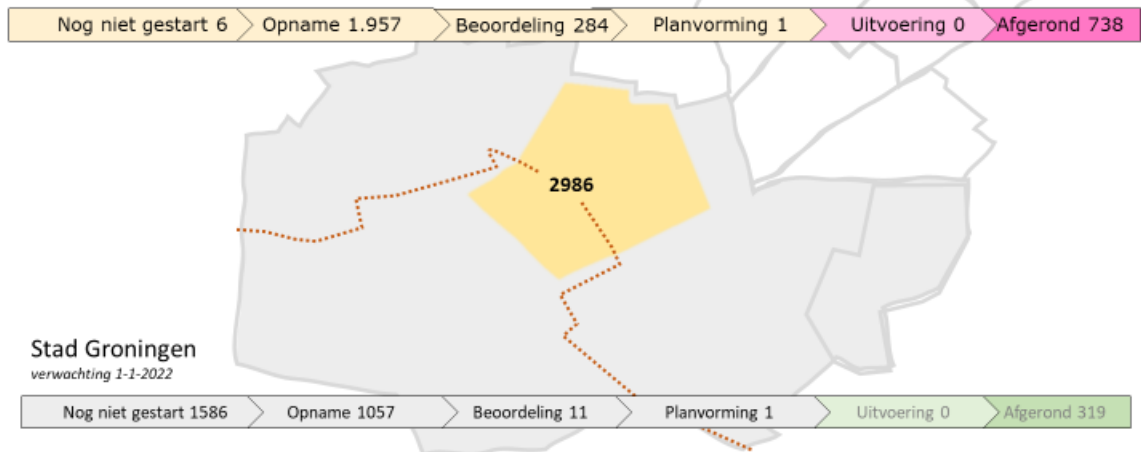 Nog niet gestart 6 Opname 1.957 Beoordeling 284 Planvorming 1 Uitvoering 0 Afgerond 738
2986
Stad Groningen
verwachting 1-1-2022
Nog niet gestart 1586 Opname 1057 Beoordeling 11 Planvorming 1 Uitvoering 0 Afgerond 319